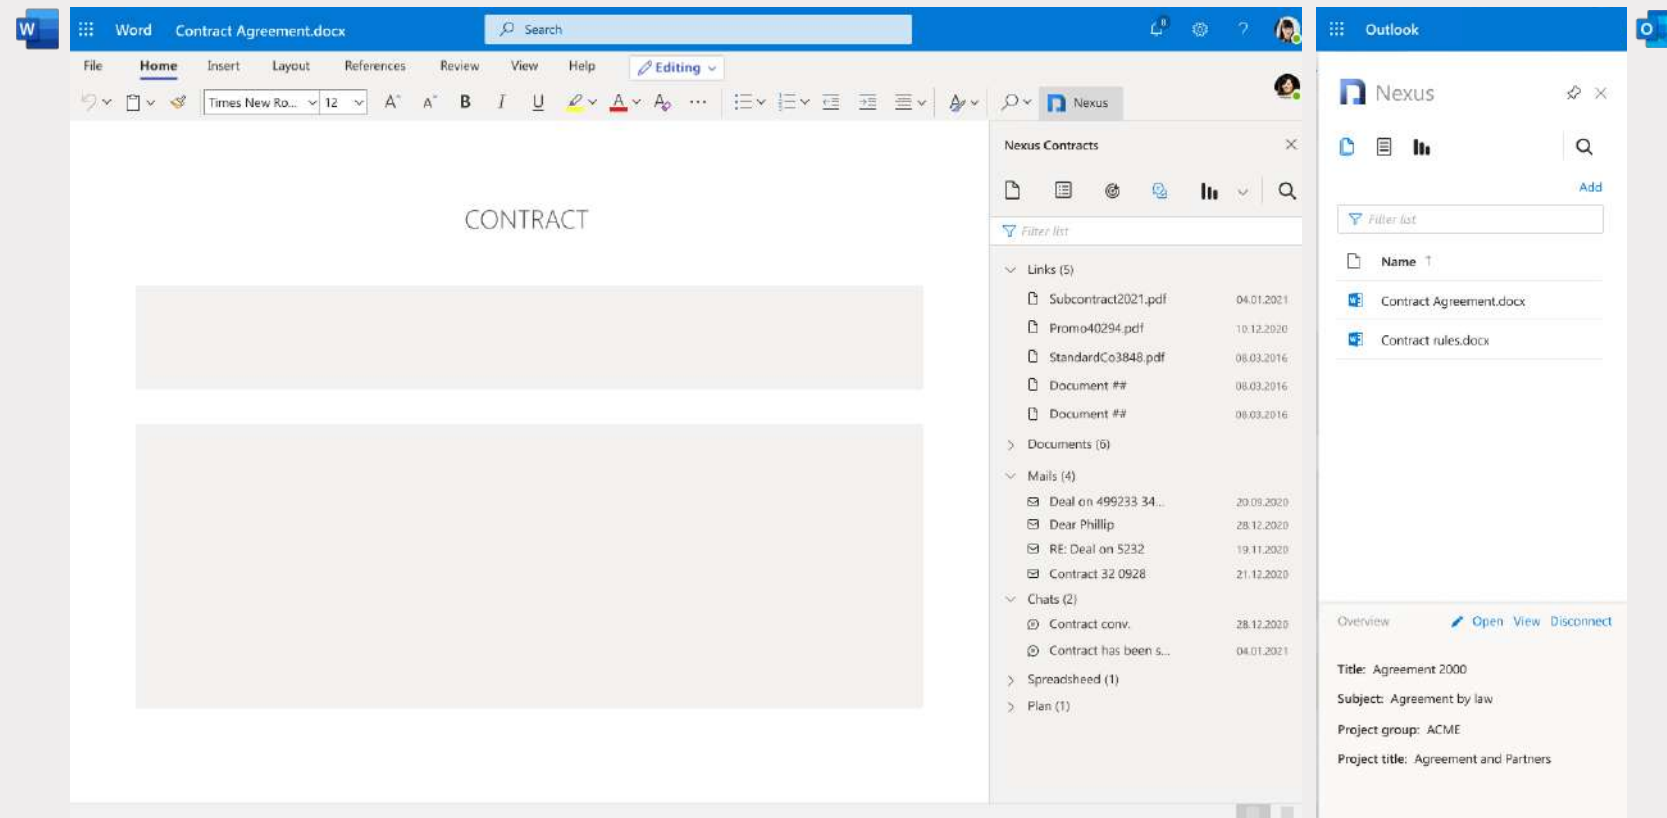 W
Word Contract Agreement.docx
Search
?
File Home Insert Layout References Review View Help Editing
Times New Ro... 12 A A B I U A A ... Nexus
CONTRACT
Nexus Contracts
Filter list
Links (5)
Subcontract2021.pdf 04.01.2021
Promo40294.pdf 10.12.2020
StandardCo3848.pdf 08.03.2016
Document ## 08.03.2016
Document ## 08.03.2016
Documents (6)
Mails (4)
Deal on 499233 34... 20.09.2020
Dear Phillip 28.12.2020
RE: Deal on 5232 19.11.2020
Contract 32 0928 21.12.2020
Chats (2)
Contract conv. 28.12.2020
Contract has been s... 04.01.2021
Spreadsheed (1)
Plan (1)
Outlook
O
Nexus
Add
Filter list
Name ↑
Contract Agreement.docx
Contract rules.docx
Overview Open View Disconnect
Title: Agreement 2000
Subject: Agreement by law
Project group: ACME
Project title: Agreement and Partners